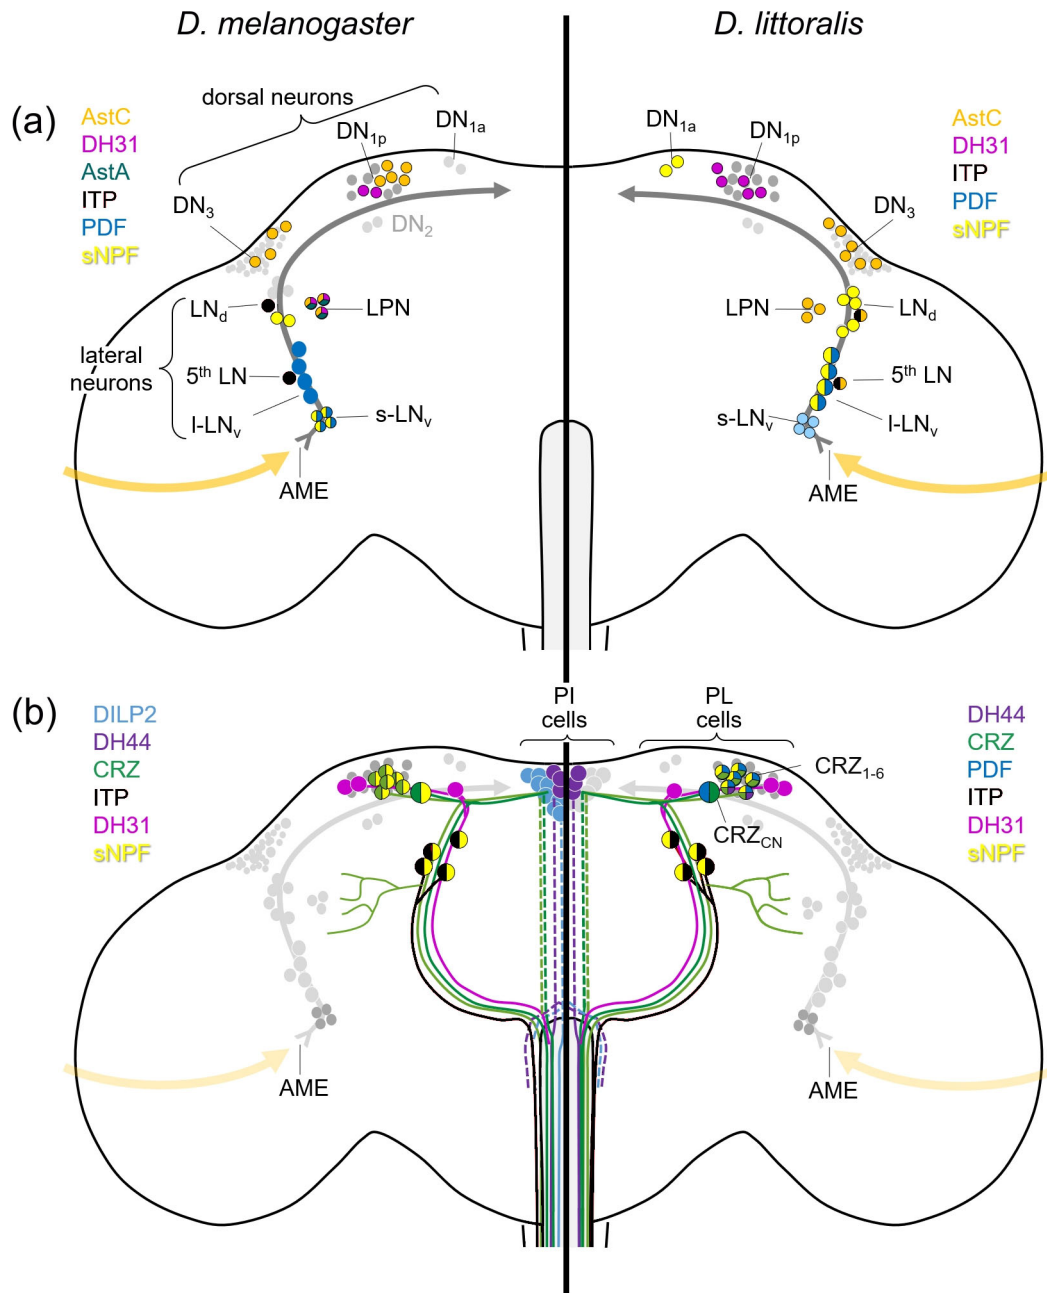 D. melanogaster
D. littoralis
(a)
dorsal neurons
AstC
DH31
AstA
ITP
PDF
sNPF
DN1p
DN1a
DN3
DN2
LNd
LPN
lateral
neurons
5th LN
l-LNv
s-LNv
AME
DN1a
DN1p
AstC
DH31
ITP
PDF
sNPF
DN3
LPN
LNd
5th LN
s-LNv
l-LNv
AME
(b)
PI
cells
PL
cells
DILP2
DH44
CRZ
ITP
DH31
sNPF
DH44
CRZ
PDF
ITP
DH31
sNPF
CRZ1-6
CRZCN
AME
AME